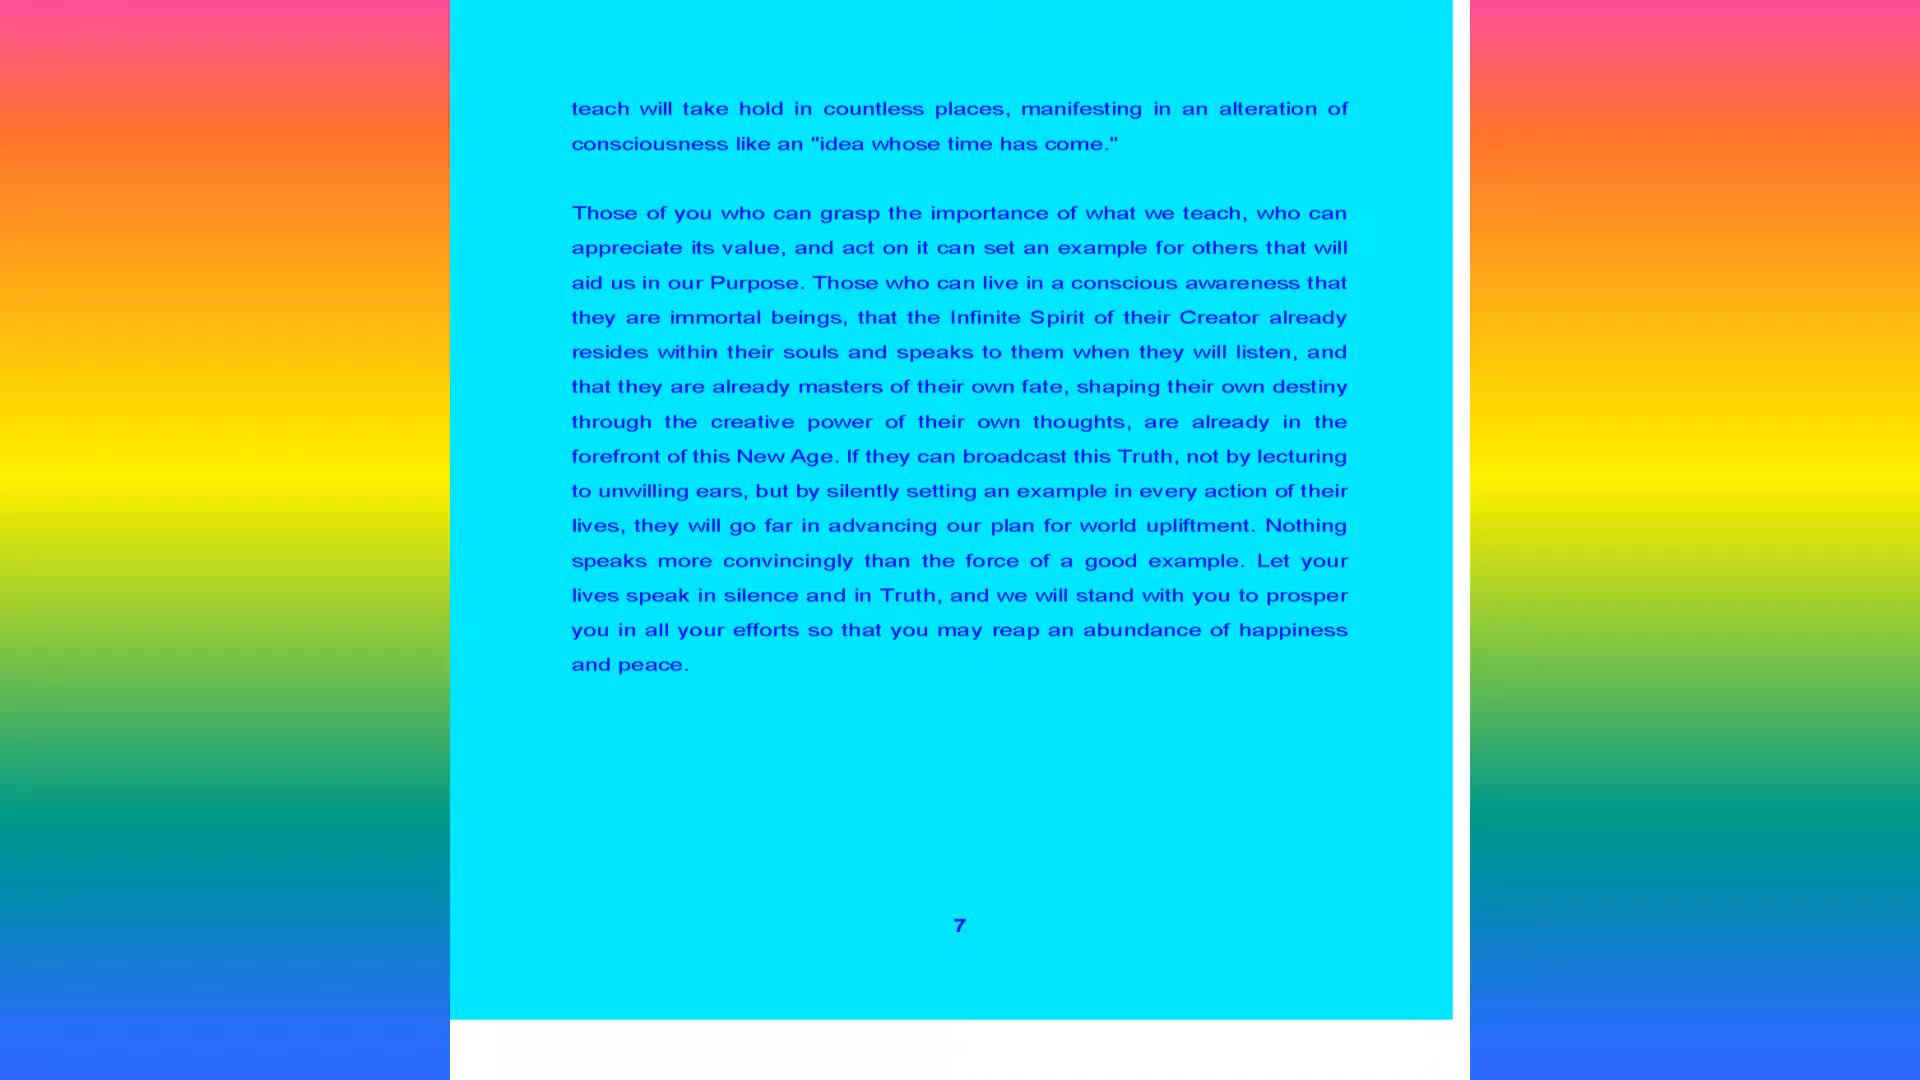 teach will take hold in countless places, manifesting in an alteration of
consciousness like an "idea whose time has come."
Those of you who can grasp the importance of what we teach, who can
appreciate its value, and act on it can set an example for others that will
aid us in our Purpose. Those who can live in a conscious awareness that
they are immortal beings, that the Infinite Spirit of their Creator already
resides within their souls and speaks to them when they will listen, and
that they are already masters of their own fate, shaping their own destiny
through the creative power of their own thoughts, are already in the
forefront of this New Age. If they can broadcast this Truth, not by lecturing
to unwilling ears, but by silently setting an example in every action of their
lives, they will go far in advancing our plan for world upliftment. Nothing
speaks more convincingly than the force of a good example. Let your
lives speak in silence and in Truth, and we will stand with you to prosper
you in all your efforts so that you may reap an abundance of happiness
and peace.
7